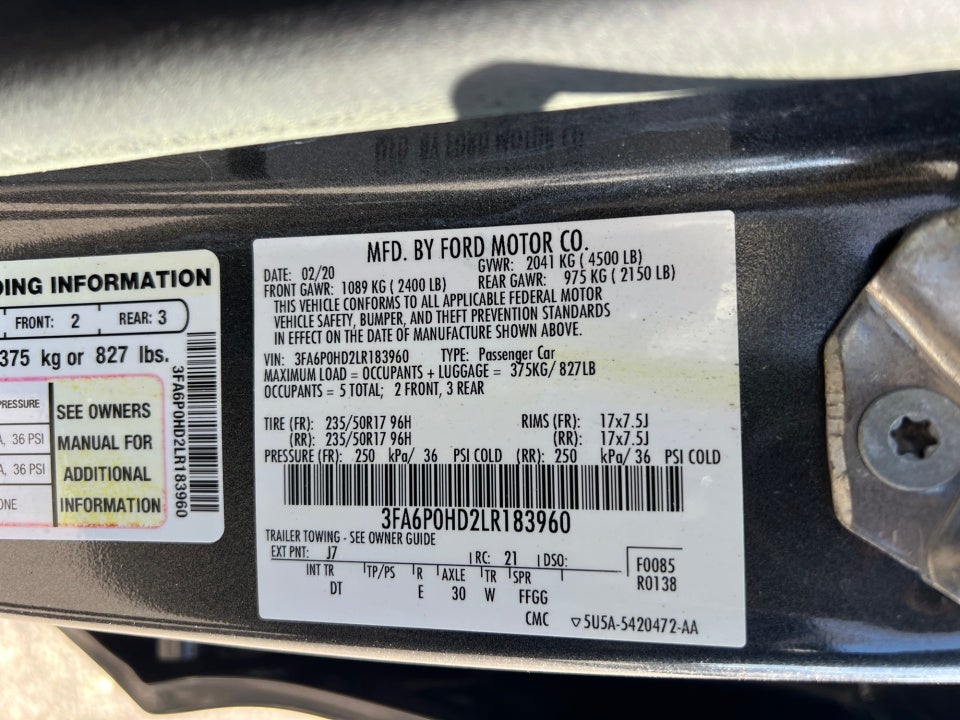 DING INFORMATION
FRONT: 2 REAR: 3
375 kg or 827 lbs.
PRESSURE
36 PSI
36 PSI
SEE OWNERS
MANUAL FOR
ADDITIONAL
INFORMATION
3FA6P0HD2LR183960
MFD. BY FORD MOTOR CO.
DATE: 02/20 GVWR: 2041 KG ( 4500 LB)
FRONT GAWR: 1089 KG ( 2400 LB) REAR GAWR: 975 KG ( 2150 LB)
THIS VEHICLE CONFORMS TO ALL APPLICABLE FEDERAL MOTOR
VEHICLE SAFETY, BUMPER, AND THEFT PREVENTION STANDARDS
IN EFFECT ON THE DATE OF MANUFACTURE SHOWN ABOVE.
VIN: 3FA6P0HD2LR183960 TYPE: Passenger Car
MAXIMUM LOAD = OCCUPANTS + LUGGAGE = 375KG/ 827LB
OCCUPANTS = 5 TOTAL; 2 FRONT, 3 REAR
TIRE (FR): 235/50R17 96H RIMS (FR): 17x7.5J
(RR): 235/50R17 96H (RR): 17x7.5J
PRESSURE (FR): 250 kPa/ 36 PSI COLD (RR): 250 kPa/ 36 PSI COLD
3FA6P0HD2LR183960
TRAILER TOWING - SEE OWNER GUIDE
EXT PNT: J7 RC: 21 DSO:
F0085
R0138
INT TR TP/PS R AXLE TR SPR
DT E 30 W FFGG
CMC ▽5U5A-5420472-AA